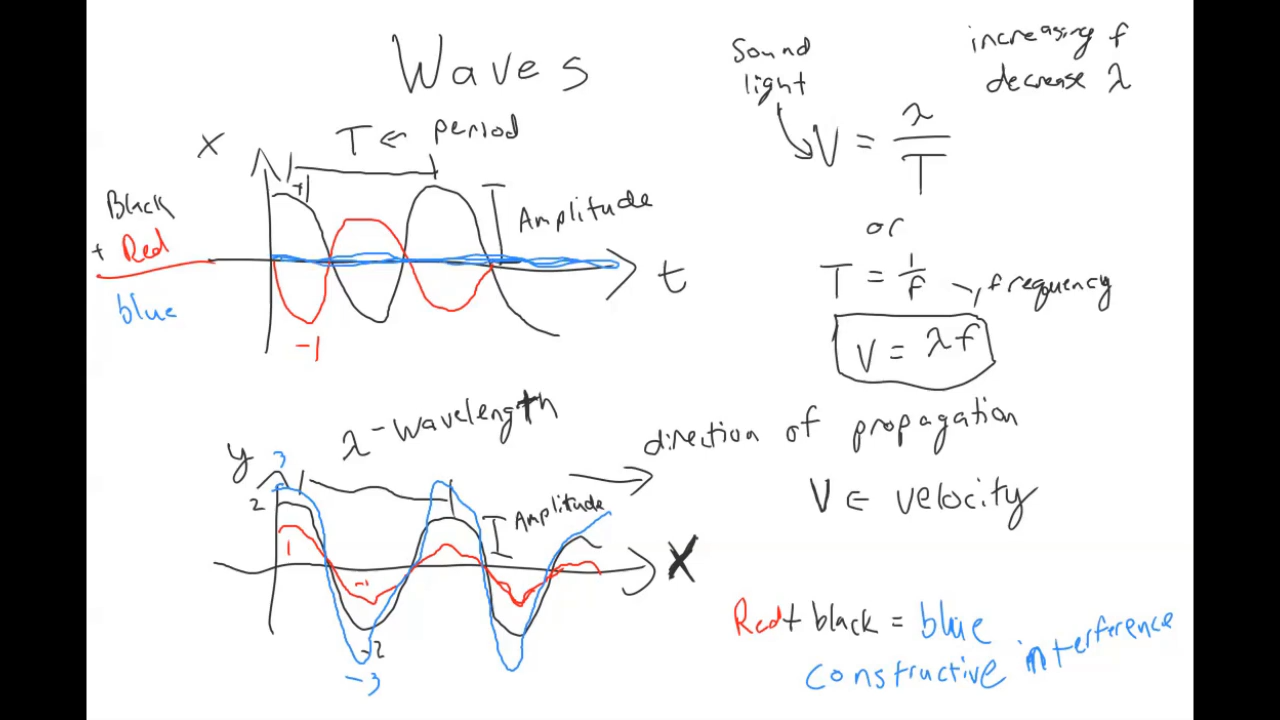 Waves
Sound
light
increasing f
decrease λ
V = λ/T
or
T = 1/f
frequency
V = λf
x
T ← period
+1
Amplitude
Black
+ Red
blue
t
-1
λ - wavelength
direction of propagation
V ∈ velocity
y
3
2
1
Amplitude
x
-1
-2
-3
Red + black = blue
constructive interference